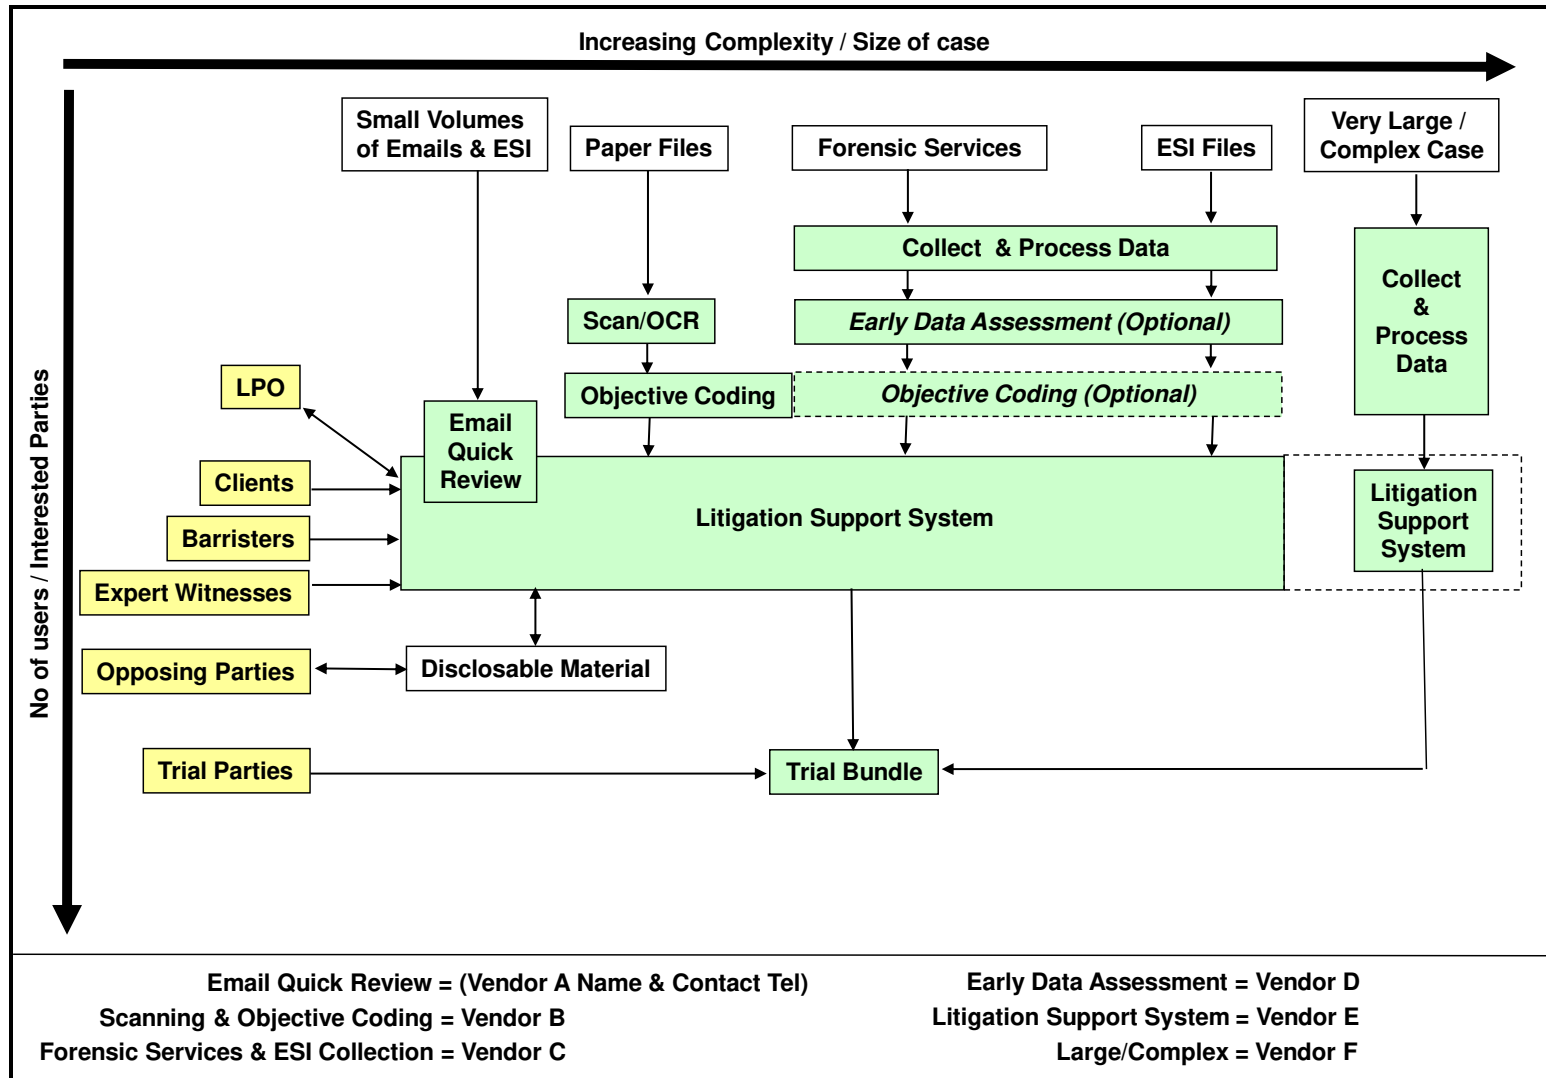 Increasing Complexity / Size of case
No of users / Interested Parties
Small Volumes
of Emails & ESI
Paper Files
Forensic Services
ESI Files
Very Large /
Complex Case
Collect & Process Data
Collect
&
Process
Data
Scan/OCR
Early Data Assessment (Optional)
Objective Coding
Objective Coding (Optional)
LPO
Email
Quick
Review
Clients
Barristers
Expert Witnesses
Litigation Support System
Litigation
Support
System
Opposing Parties
Disclosable Material
Trial Parties
Trial Bundle
Email Quick Review = (Vendor A Name & Contact Tel)
Scanning & Objective Coding = Vendor B
Forensic Services & ESI Collection = Vendor C
Early Data Assessment = Vendor D
Litigation Support System = Vendor E
Large/Complex = Vendor F